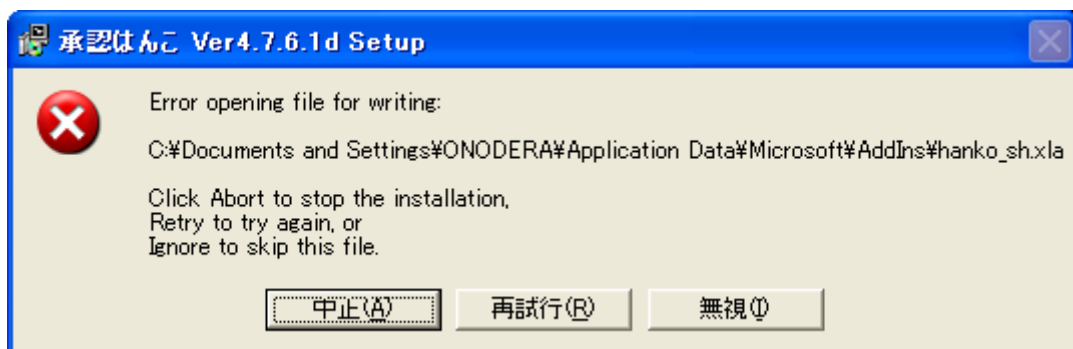 承認はんこ Ver4.7.6.1d Setup
Error opening file for writing:
C:¥Documents and Settings¥ONODERA¥Application Data¥Microsoft¥AddIns¥hanko_sh.xla
Click Abort to stop the installation,
Retry to try again, or
Ignore to skip this file.
中止(A) 再試行(R) 無視(I)